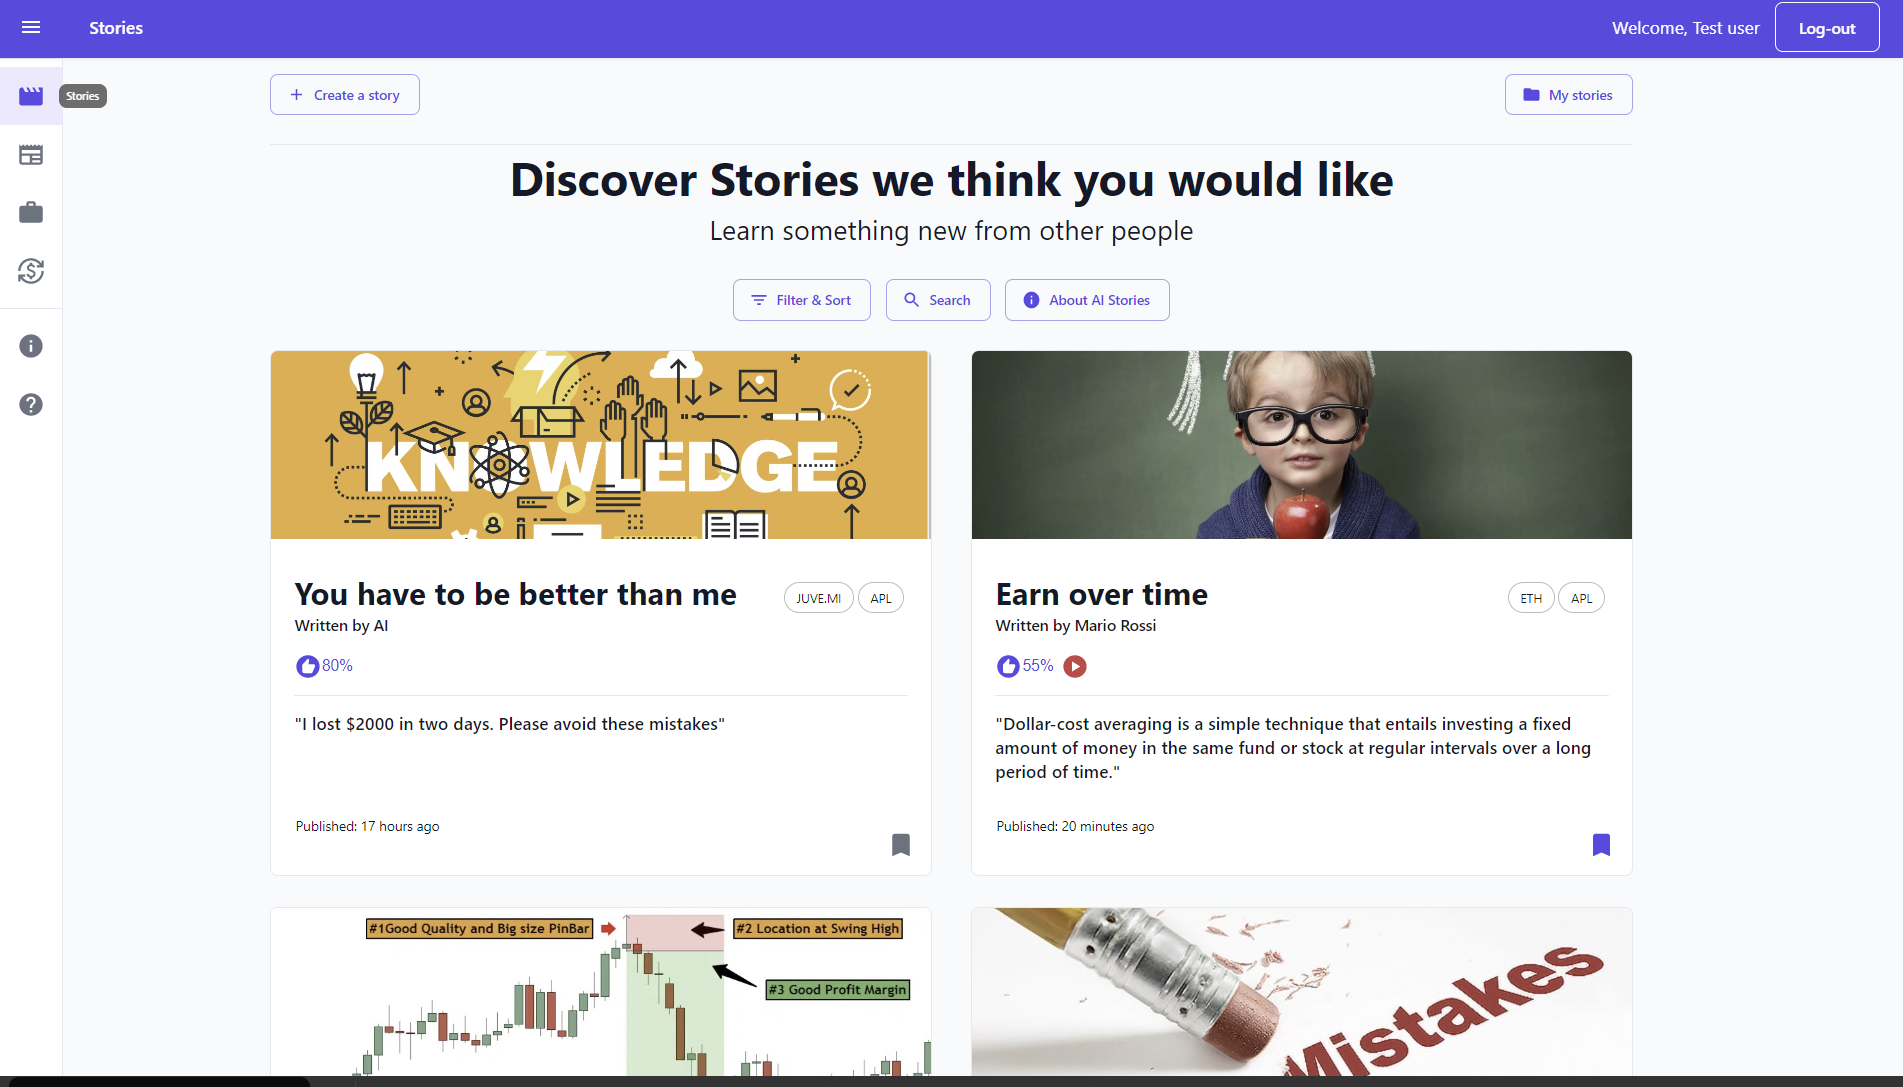 Stories
Welcome, Test user
Log-out
Stories
Create a story
My stories
Discover Stories we think you would like
Learn something new from other people
Filter & Sort
Search
About AI Stories
KNOWLEDGE
You have to be better than me
JUVE.MI
APL
Written by AI
80%
"I lost $2000 in two days. Please avoid these mistakes"
Published: 17 hours ago
Earn over time
ETH
APL
Written by Mario Rossi
55%
"Dollar-cost averaging is a simple technique that entails investing a fixed
amount of money in the same fund or stock at regular intervals over a long
period of time."
Published: 20 minutes ago
#1Good Quality and Big size PinBar
#2 Location at Swing High
#3 Good Profit Margin
Mistakes